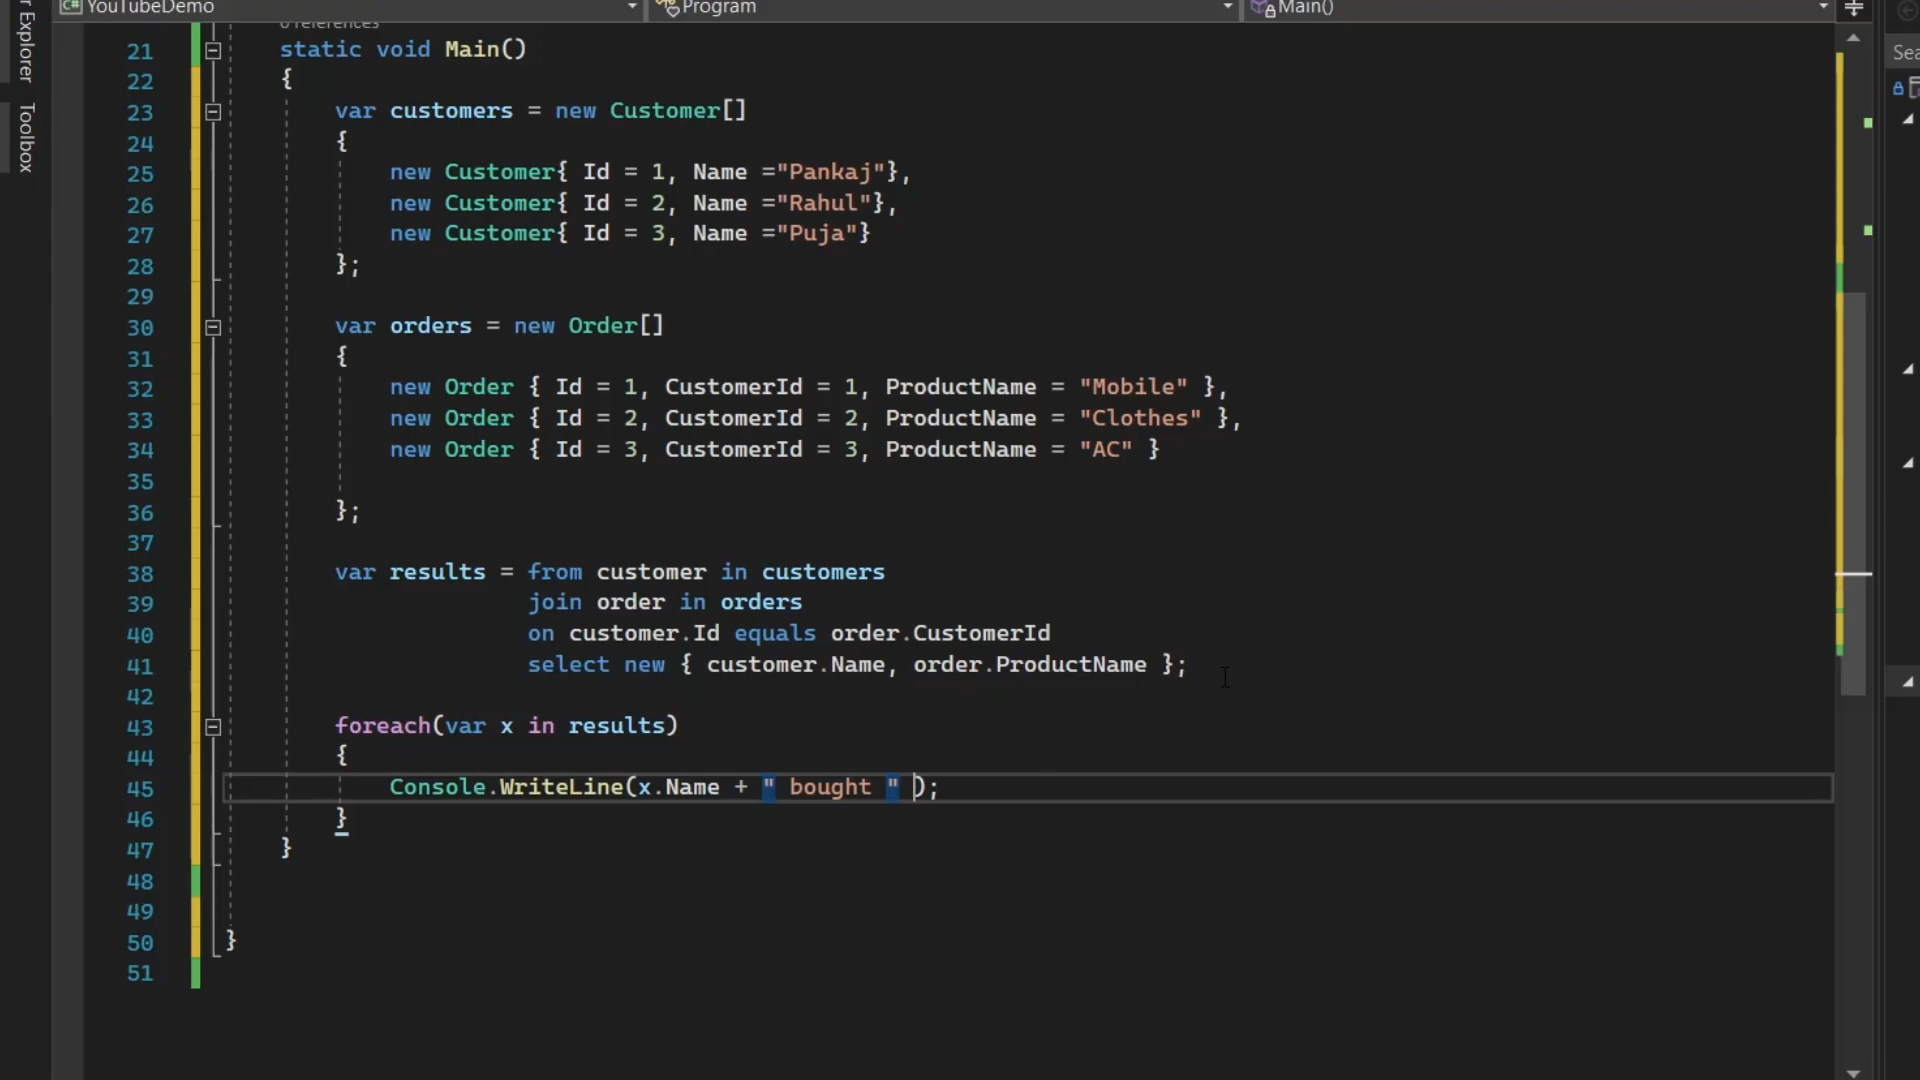 C# YouTubeDemo Program Main()
r Explorer
Toolbox
Sea
0 references
21 static void Main()
22 {
23 var customers = new Customer[]
24 {
25 new Customer{ Id = 1, Name ="Pankaj"},
26 new Customer{ Id = 2, Name ="Rahul"},
27 new Customer{ Id = 3, Name ="Puja"}
28 };
29
30 var orders = new Order[]
31 {
32 new Order { Id = 1, CustomerId = 1, ProductName = "Mobile" },
33 new Order { Id = 2, CustomerId = 2, ProductName = "Clothes" },
34 new Order { Id = 3, CustomerId = 3, ProductName = "AC" }
35
36 };
37
38 var results = from customer in customers
39 join order in orders
40 on customer.Id equals order.CustomerId
41 select new { customer.Name, order.ProductName };
42
43 foreach(var x in results)
44 {
45 Console.WriteLine(x.Name + " bought " );
46 }
47 }
48
49
50 }
51